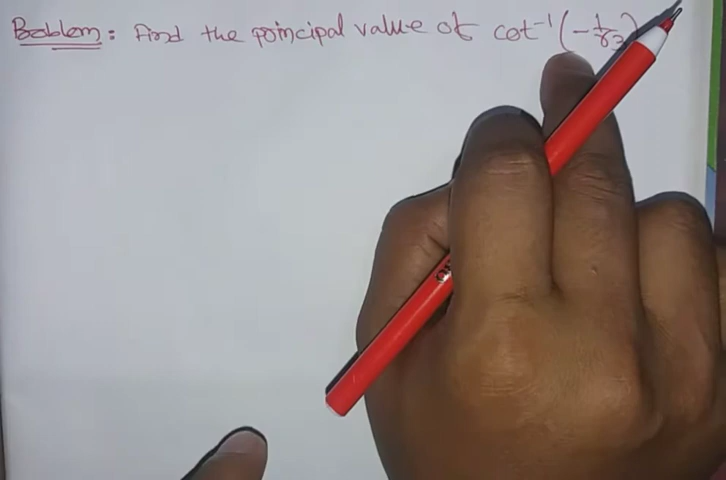 Problem: Find the principal value of cot⁻¹(-1/√3)